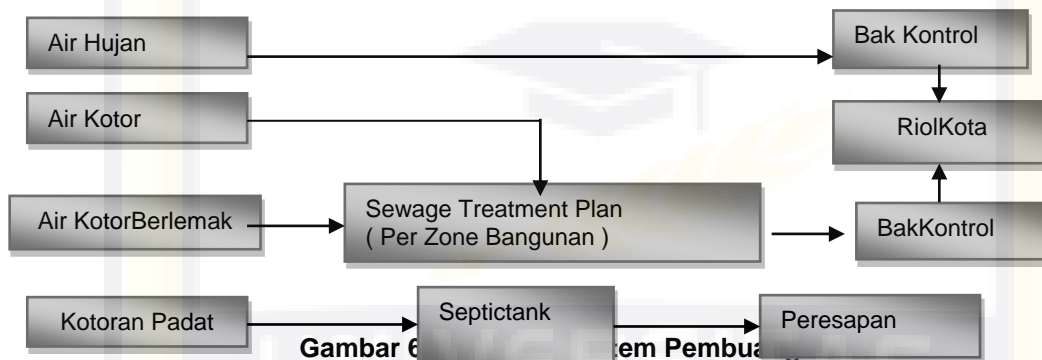 Air Hujan
Bak Kontrol
Air Kotor
RiolKota
Air KotorBerlemak
Sewage Treatment Plan
( Per Zone Bangunan )
BakKontrol
Kotoran Padat
Septictank
Peresapan
Gambar 6 em Pembua